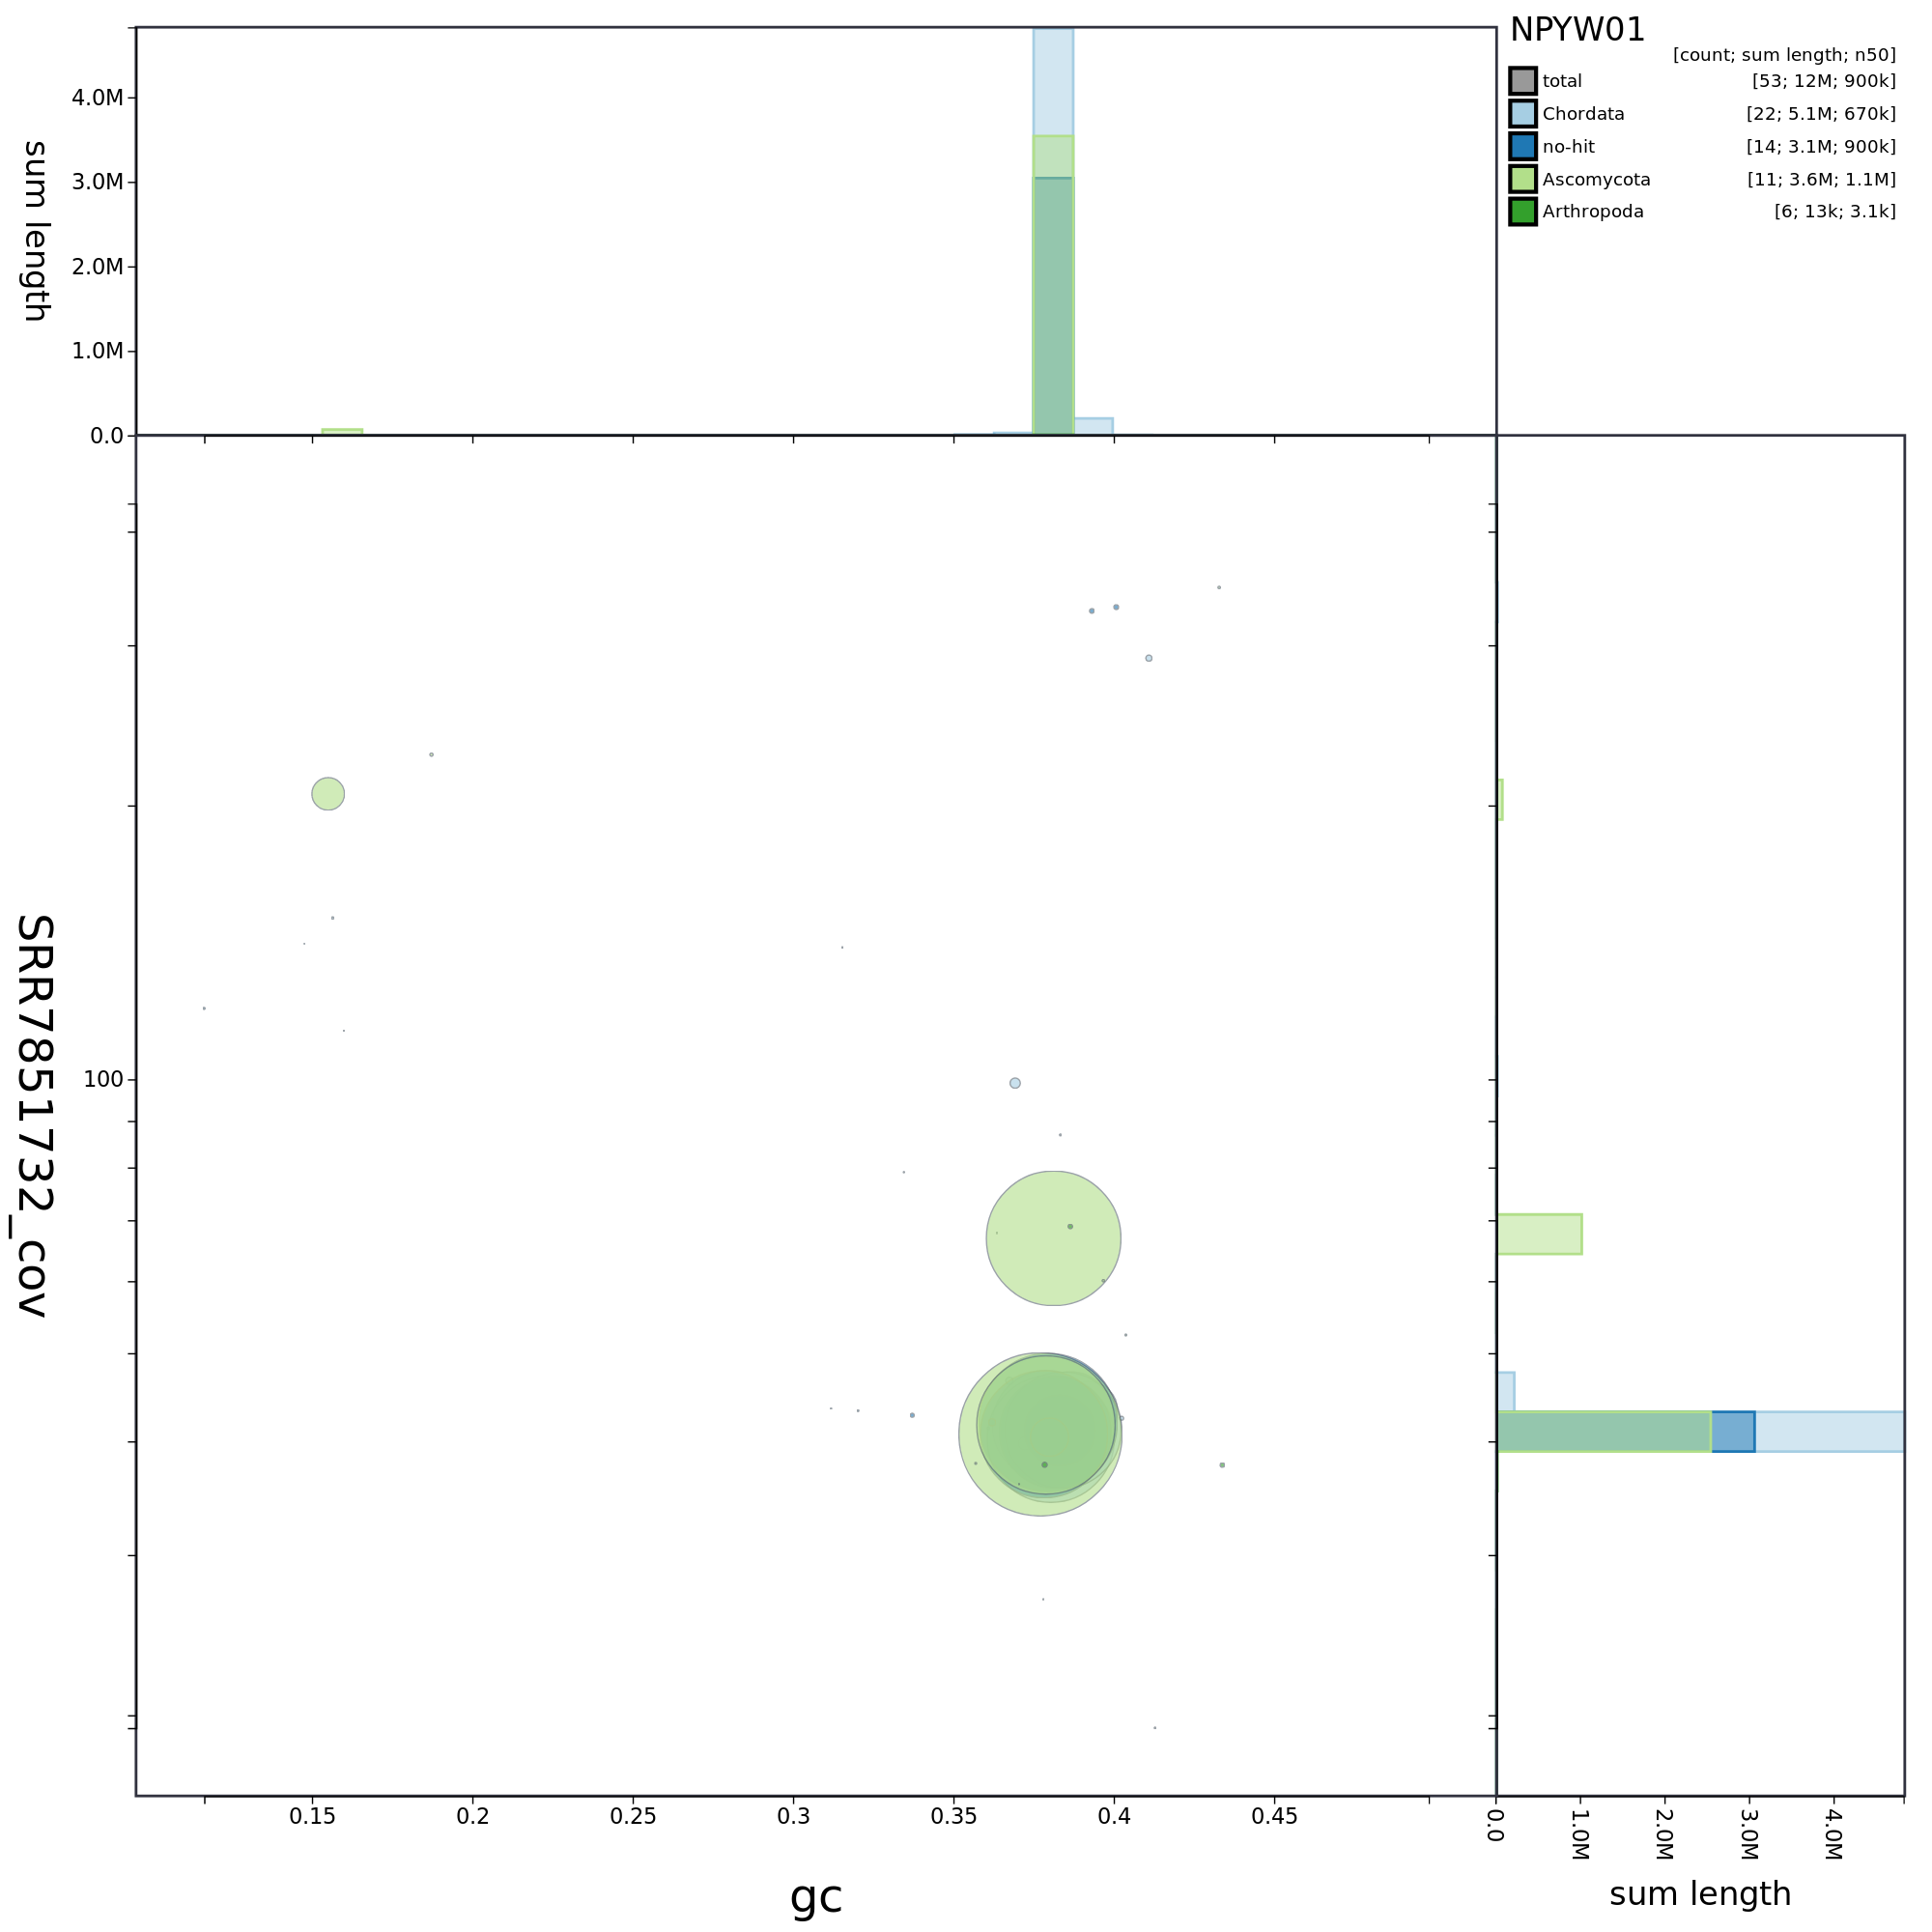 NPYW01
[count; sum length; n50]
total [53; 12M; 900k]
Chordata [22; 5.1M; 670k]
no-hit [14; 3.1M; 900k]
Ascomycota [11; 3.6M; 1.1M]
Arthropoda [6; 13k; 3.1k]
sum length
4.0M
3.0M
2.0M
1.0M
0.0
SRR7851732_cov
100
0.15 0.2 0.25 0.3 0.35 0.4 0.45
gc
0.0 1.0M 2.0M 3.0M 4.0M
sum length